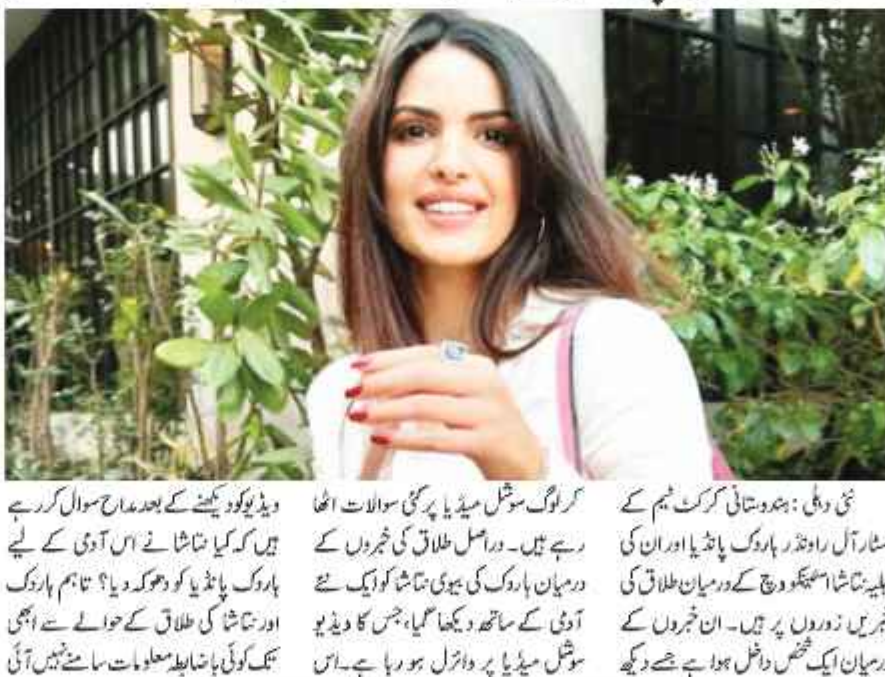 نئی دہلی : ہندوستانی کرکٹ ٹیم کے
سٹار آل راونڈر ہاردک پانڈیا اور ان کی
ہلیہ نتاشا اسٹینکووچ کے درمیان طلاق کی
خبریں زوروں پر ہیں۔ ان خبروں کے
درمیان ایک شخص داخل ہوا ہے جسے دیکھ
کر لوگ سوشل میڈیا پر کئی سوالات اٹھا
رہے ہیں۔ دراصل طلاق کی خبروں کے
درمیان ہاردک کی بیوی نتاشا کو ایک نئے
آدمی کے ساتھ دیکھا گیا، جس کا ویڈیو
سوشل میڈیا پر وائرل ہو رہا ہے۔ اس
ویڈیو کو دیکھنے کے بعد مداح سوال کر رہے
ہیں کہ کیا نتاشا نے اس آدمی کے لیے
ہاردک پانڈیا کو دھوکہ دیا؟ تاہم ہاردک
اور نتاشا کی طلاق کے حوالے سے ابھی
تک کوئی باضابطہ معلومات سامنے نہیں آئی